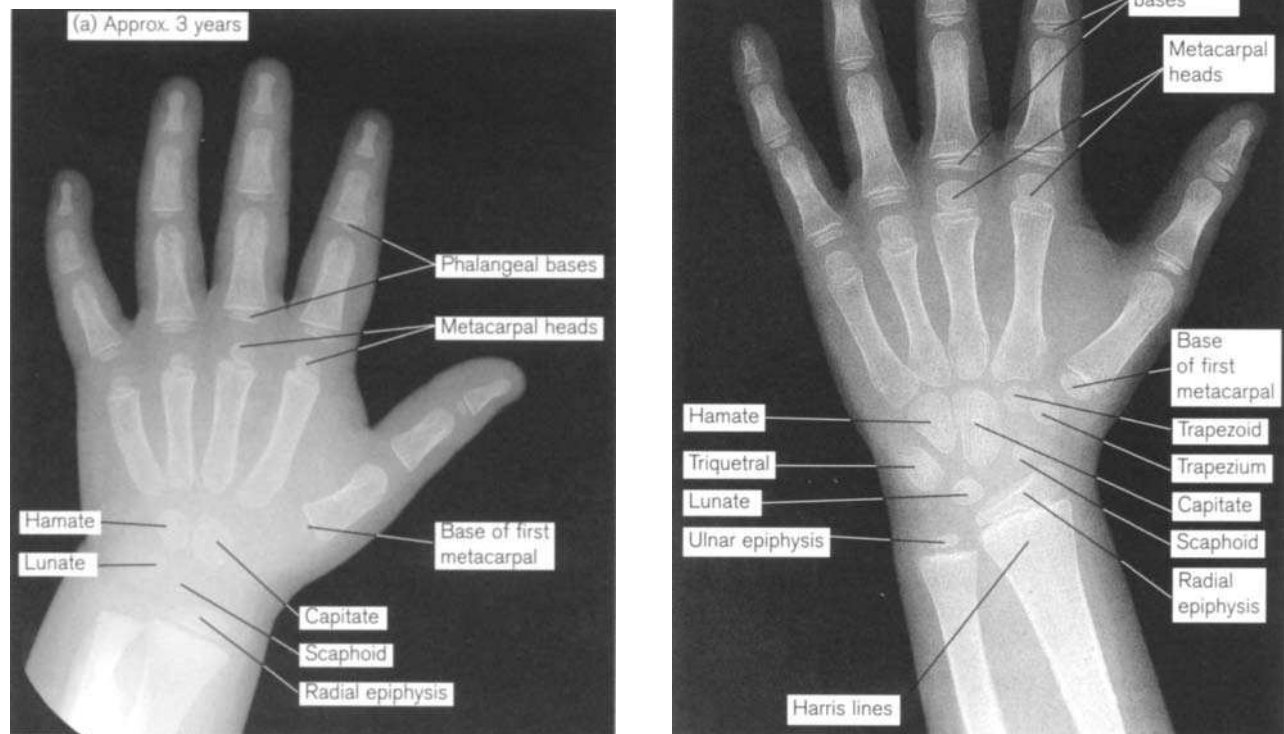 (a) Approx. 3 years
Phalangeal bases
Metacarpal heads
Hamate
Lunate
Base of first
metacarpal
Capitate
Scaphoid
Radial epiphysis
bases
Metacarpal
heads
Base
of first
metacarpal
Hamate
Trapezoid
Triquetral
Trapezium
Lunate
Capitate
Ulnar epiphysis
Scaphoid
Radial
epiphysis
Harris lines